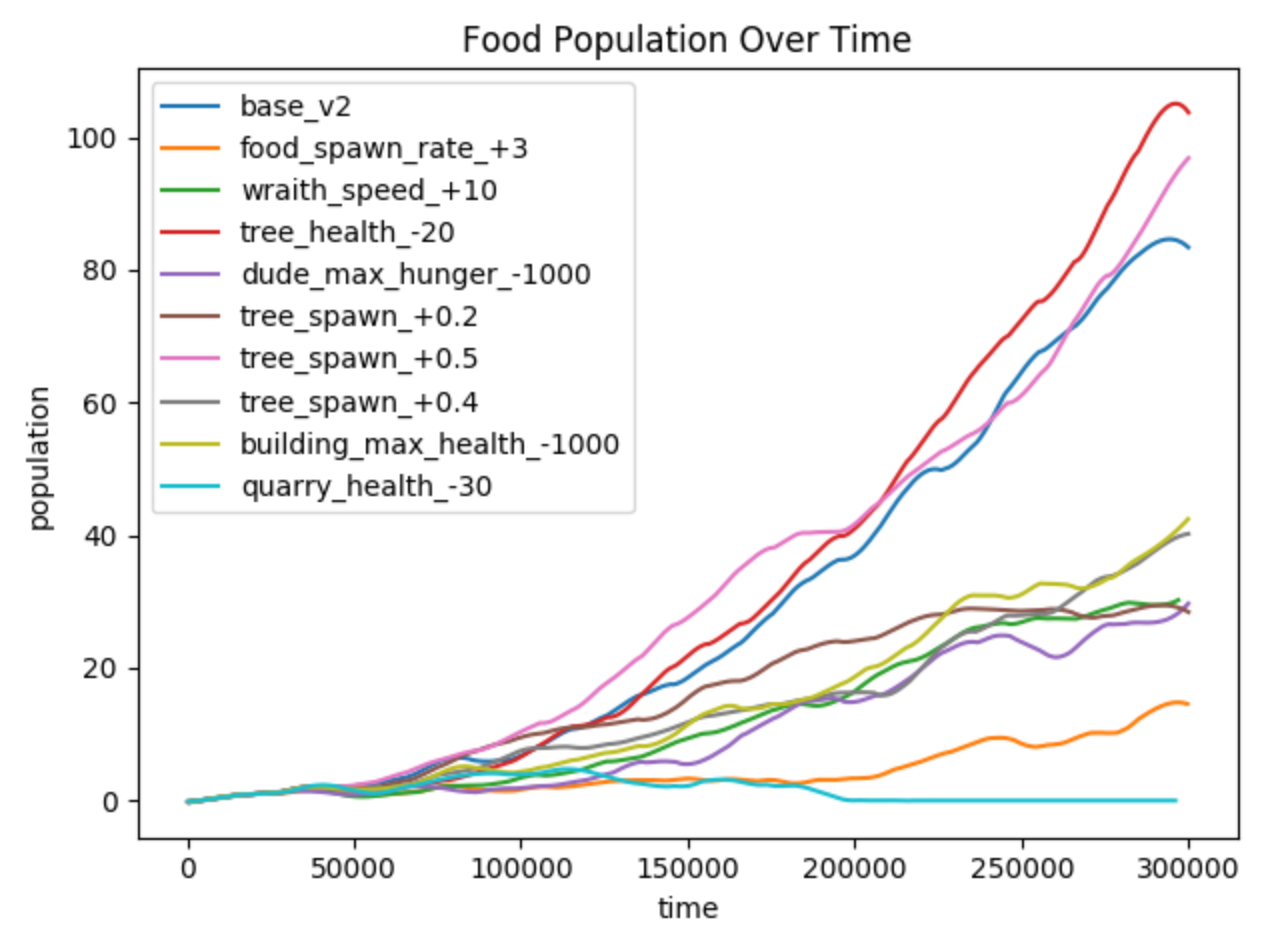 Food Population Over Time
base_v2
food_spawn_rate_+3
wraith_speed_+10
tree_health_-20
dude_max_hunger_-1000
tree_spawn_+0.2
tree_spawn_+0.5
tree_spawn_+0.4
building_max_health_-1000
quarry_health_-30
population
100
80
60
40
20
0
0 50000 100000 150000 200000 250000 300000
time